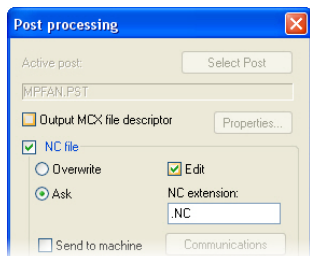 Post processing
Active post:
Select Post
MPFAN.PST
Output MCX file descriptor
Properties...
NC file
Overwrite
Edit
Ask
NC extension:
.NC
Send to machine
Communications